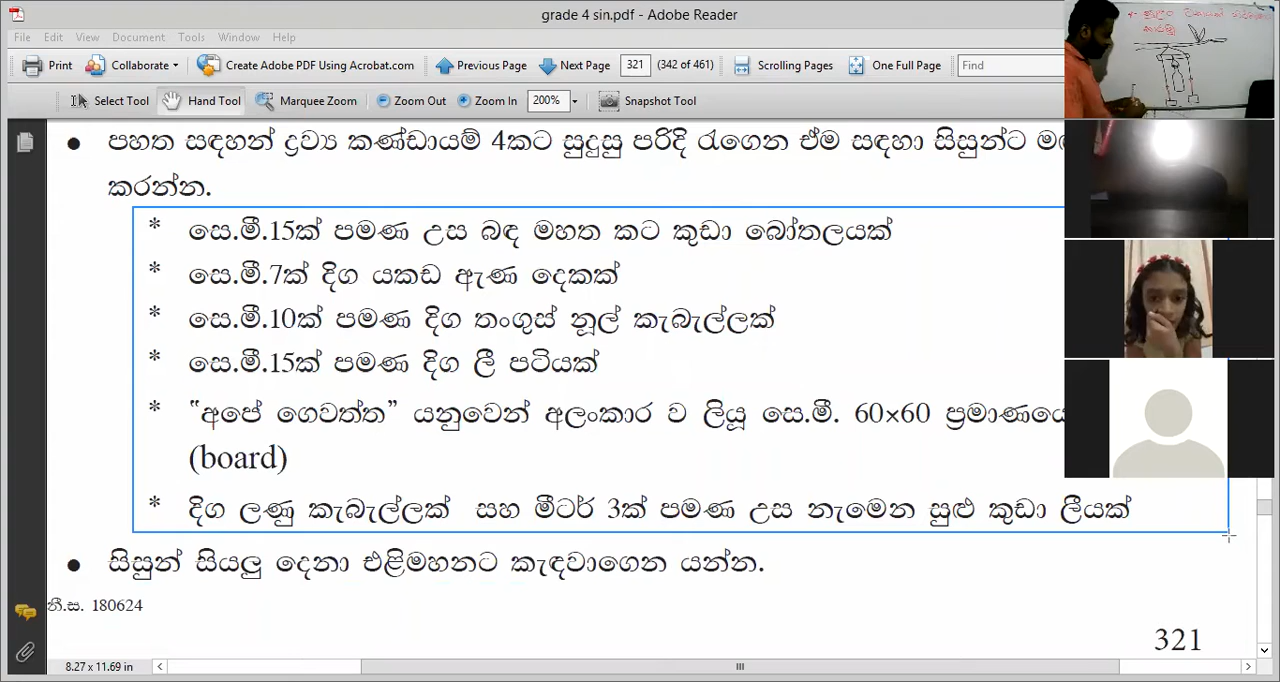 grade 4 sin.pdf - Adobe Reader
File Edit View Document Tools Window Help
Print Collaborate Create Adobe PDF Using Acrobat.com Previous Page Next Page 321 (342 of 461) Scrolling Pages One Full Page Find
Select Tool Hand Tool Marquee Zoom Zoom Out Zoom In 200% Snapshot Tool
● පහත සඳහන් ද්‍රව්‍ය කණ්ඩායම් 4කට සුදුසු පරිදි රැගෙන ඒම සඳහා සිසුන්ට
කරන්න.
* සෙ.මී.15ක් පමණ උස බඳ මහත කට කුඩා බෝතලයක්
* සෙ.මී.7ක් දිග යකඩ ඇණ දෙකක්
* සෙ.මී.10ක් පමණ දිග තංගුස් නූල් කැබැල්ලක්
* සෙ.මී.15ක් පමණ දිග ලී පටියක්
* “අපේ ගෙවත්ත” යනුවෙන් අලංකාර ව ලියූ සෙ.මී. 60×60
(board)
* දිග ලණු කැබැල්ලක් සහ මීටර් 3ක් පමණ උස නැමෙන සුළු කුඩා ලීයක්
● සිසුන් සියලු දෙනා එළිමහනට කැඳවාගෙන යන්න.
නී.ස. 180624
321
8.27 x 11.69 in